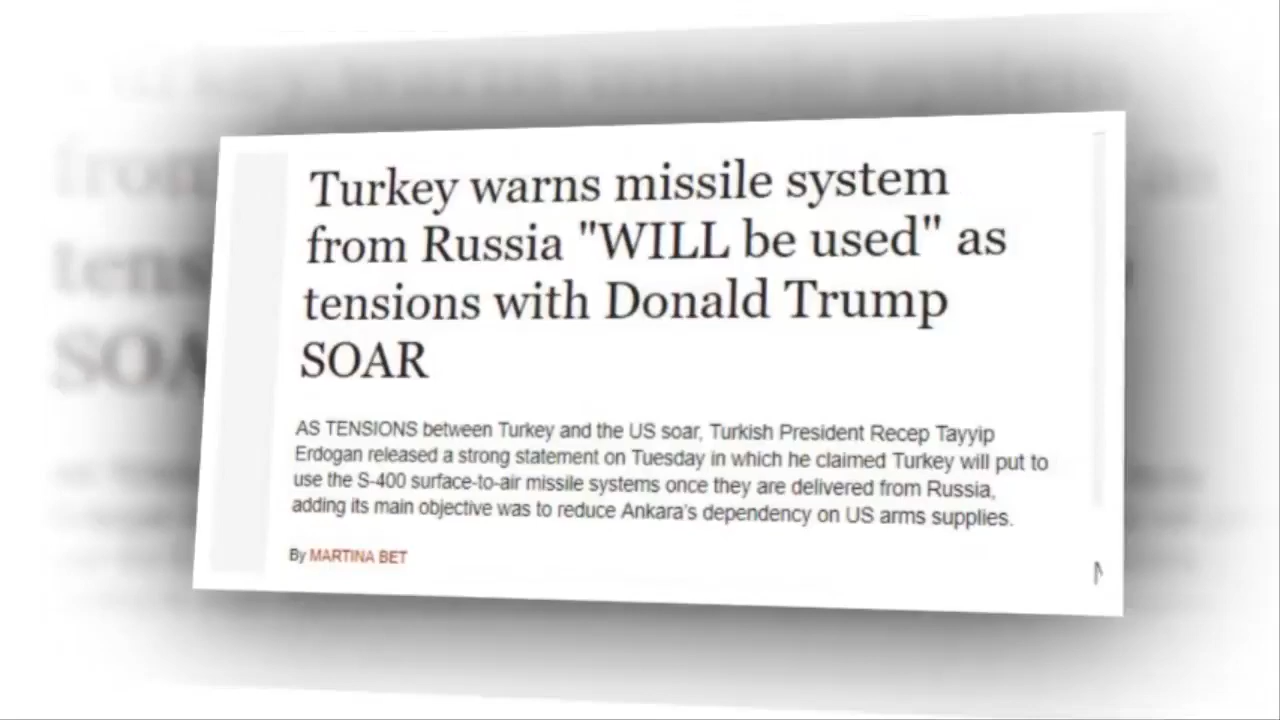 Turkey warns missile system
from Russia "WILL be used" as
tensions with Donald Trump
SOAR
AS TENSIONS between Turkey and the US soar, Turkish President Recep Tayyip
Erdogan released a strong statement on Tuesday in which he claimed Turkey will put to
use the S-400 surface-to-air missile systems once they are delivered from Russia,
adding its main objective was to reduce Ankara's dependency on US arms supplies.
By MARTINA BET